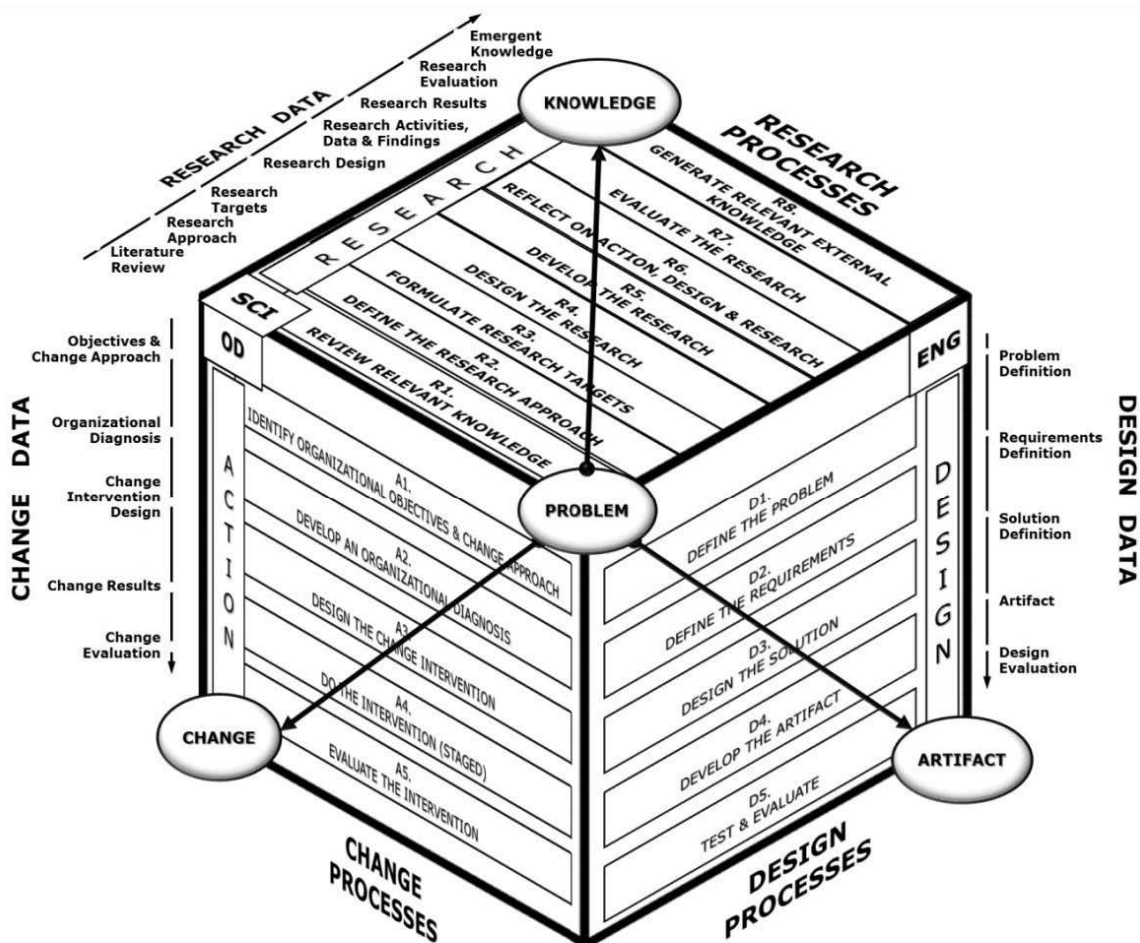 RESEARCH DATA
Emergent
Knowledge
Research
Evaluation
Research Results
Research Activities,
Data & Findings
Research Design
Research
Targets
Research
Approach
Literature
Review
KNOWLEDGE
RESEARCH
PROCESSES
RESEARCH
R8.
GENERATE RELEVANT EXTERNAL
KNOWLEDGE
R7.
EVALUATE THE RESEARCH
R6.
REFLECT ON ACTION, DESIGN & RESEARCH
R5.
DEVELOP THE RESEARCH
R4.
DESIGN THE RESEARCH
R3.
FORMULATE RESEARCH TARGETS
R2.
DEFINE THE RESEARCH APPROACH
R1.
REVIEW RELEVANT KNOWLEDGE
SCI
OD
ENG
CHANGE DATA
Objectives &
Change Approach
Organizational
Diagnosis
Change
Intervention
Design
Change Results
Change
Evaluation
ACTION
A1.
IDENTIFY ORGANIZATIONAL OBJECTIVES & CHANGE APPROACH
A2.
DEVELOP AN ORGANIZATIONAL DIAGNOSIS
A3.
DESIGN THE CHANGE INTERVENTION
A4.
DO THE INTERVENTION (STAGED)
A5.
EVALUATE THE INTERVENTION
PROBLEM
D1.
DEFINE THE PROBLEM
D2.
DEFINE THE REQUIREMENTS
D3.
DESIGN THE SOLUTION
D4.
DEVELOP THE ARTIFACT
D5.
TEST & EVALUATE
DESIGN
Problem
Definition
Requirements
Definition
Solution
Definition
Artifact
Design
Evaluation
DESIGN DATA
CHANGE
ARTIFACT
CHANGE
PROCESSES
DESIGN
PROCESSES